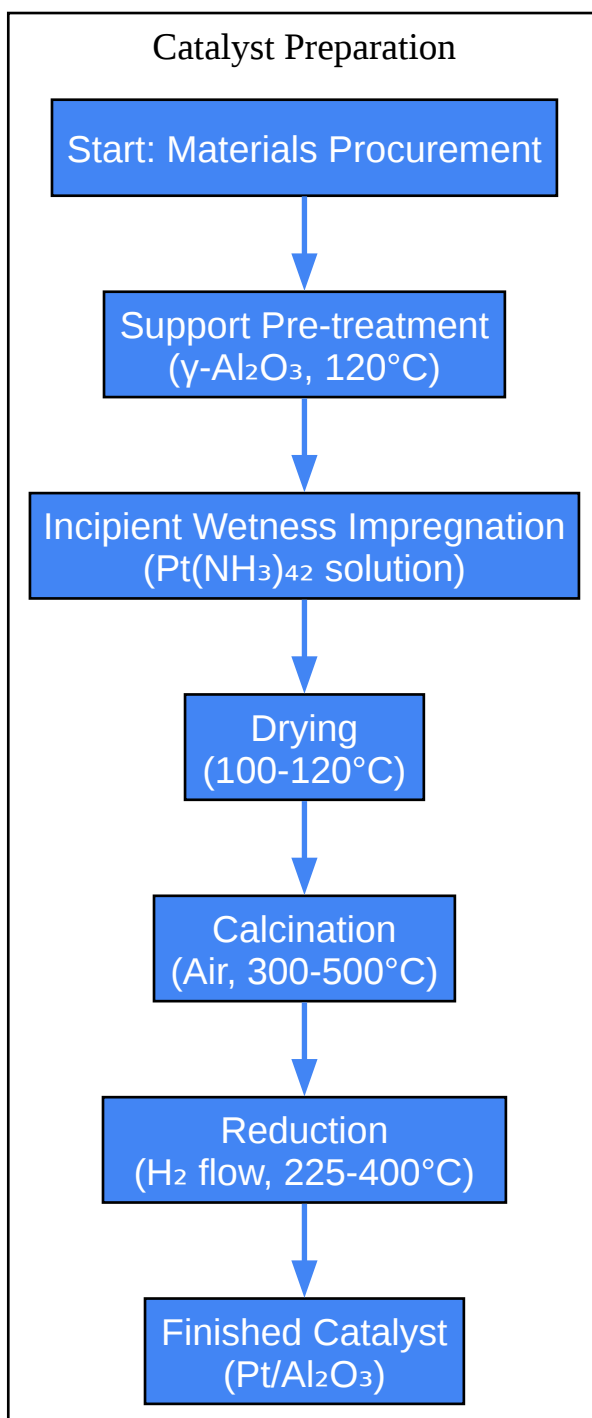 Catalyst Preparation
Start: Materials Procurement
Support Pre-treatment
(γ-Al₂O₃, 120°C)
Incipient Wetness Impregnation
(Pt(NH₃)₄₂ solution)
Drying
(100-120°C)
Calcination
(Air, 300-500°C)
Reduction
(H₂ flow, 225-400°C)
Finished Catalyst
(Pt/Al₂O₃)